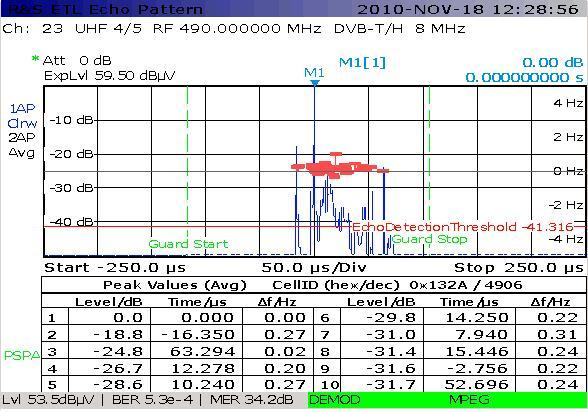 R&S ETL Echo Pattern 2010-NOV-18 12:28:56
Ch: 23 UHF 4/5 RF 490.000000 MHz DVB-T/H 8 MHz
* Att 0 dB
ExpLvl 59.50 dBµV
M1[1] 0.00 dB
0.000000000 s
M1
1AP
Clrw
2AP
Avg
-10 dB
-20 dB
-30 dB
-40 dB
4 Hz
2 Hz
0 Hz
-2 Hz
-4 Hz
EchoDetectionThreshold -41.316
Guard Start
Guard Stop
Start -250.0 µs 50.0 µs/Div Stop 250.0 µs
Peak Values (Avg) CellID (hex/dec) 0x132A / 4906
Level/dB Time/µs Δf/Hz Level/dB Time/µs Δf/Hz
1 0.0 0.000 0.00 6 -29.8 14.250 0.22
2 -18.8 -16.350 0.27 7 -31.0 7.940 0.31
3 -24.8 63.294 0.02 8 -31.4 15.446 0.24
4 -26.7 12.278 0.20 9 -31.6 -2.756 0.22
5 -28.6 10.240 0.27 10 -31.7 52.696 0.24
PSPA
Lvl 53.5dBµV | BER 5.3e-4 | MER 34.2dB DEMOD MPEG